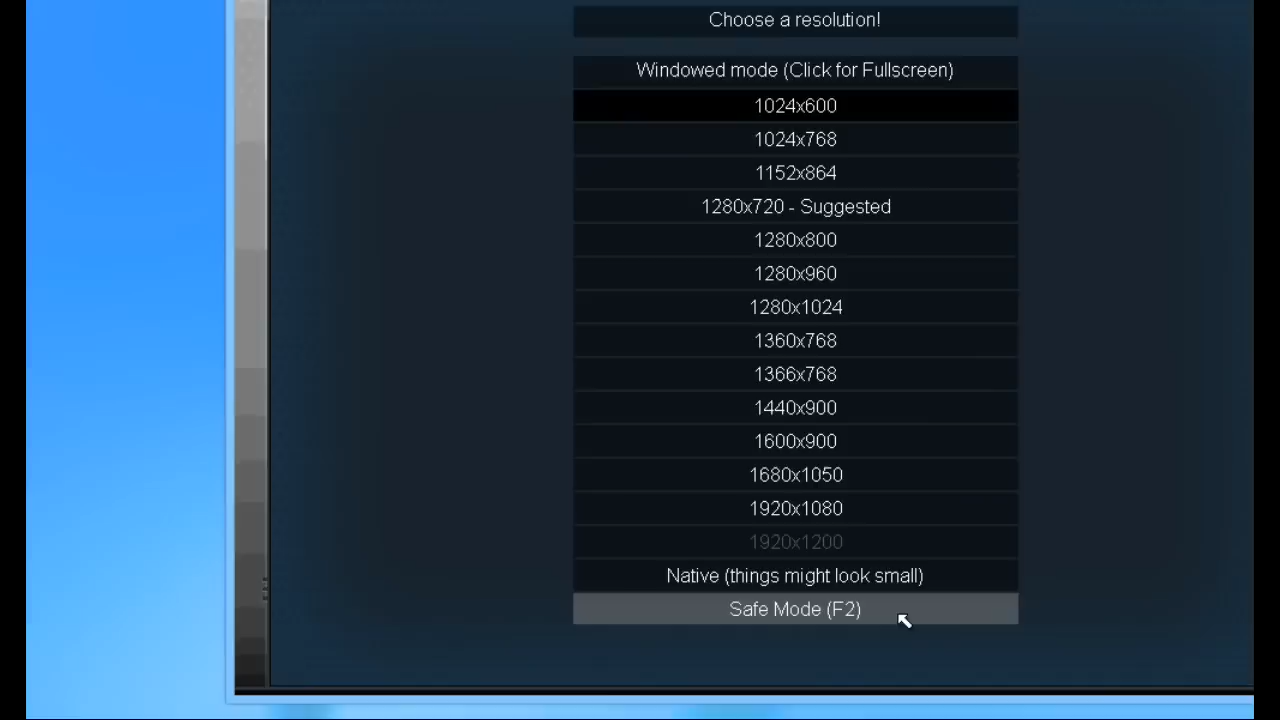 Choose a resolution!
Windowed mode (Click for Fullscreen)
1024x600
1024x768
1152x864
1280x720 - Suggested
1280x800
1280x960
1280x1024
1360x768
1366x768
1440x900
1600x900
1680x1050
1920x1080
1920x1200
Native (things might look small)
Safe Mode (F2)